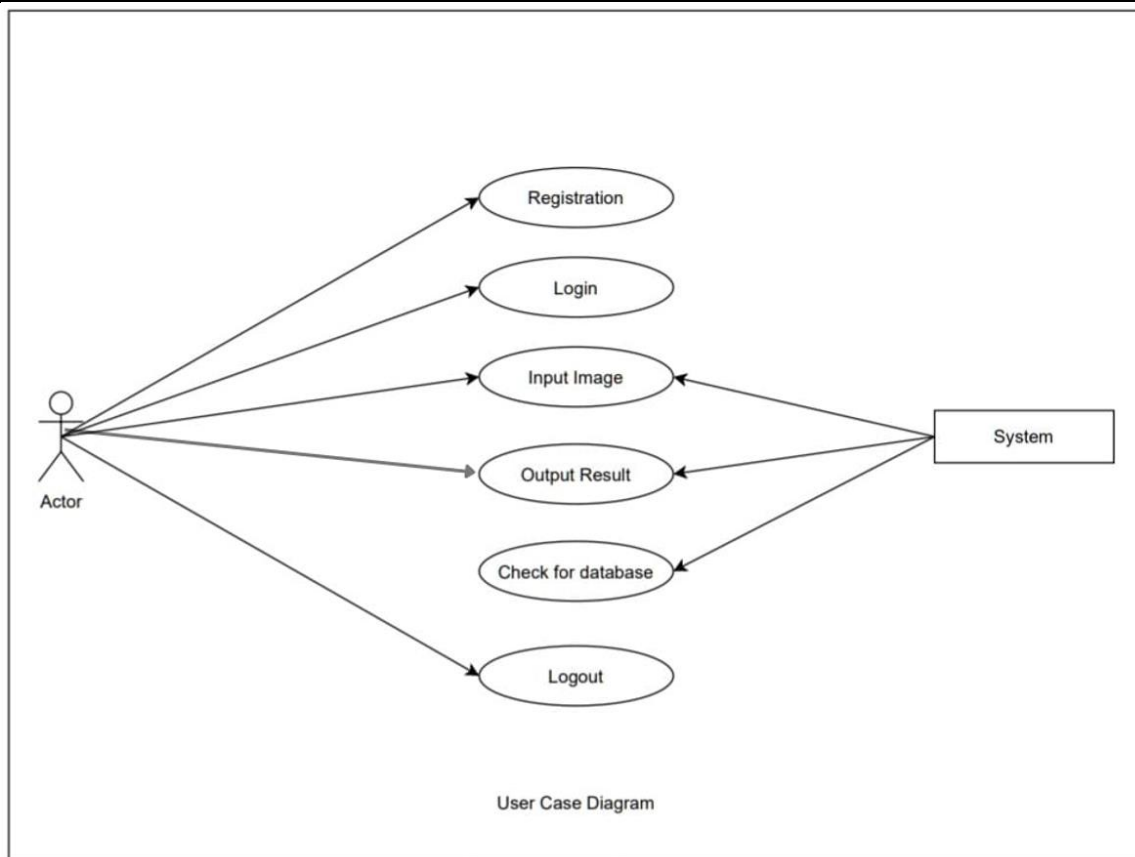 Registration
Login
Input Image
System
Output Result
Actor
Check for database
Logout
User Case Diagram